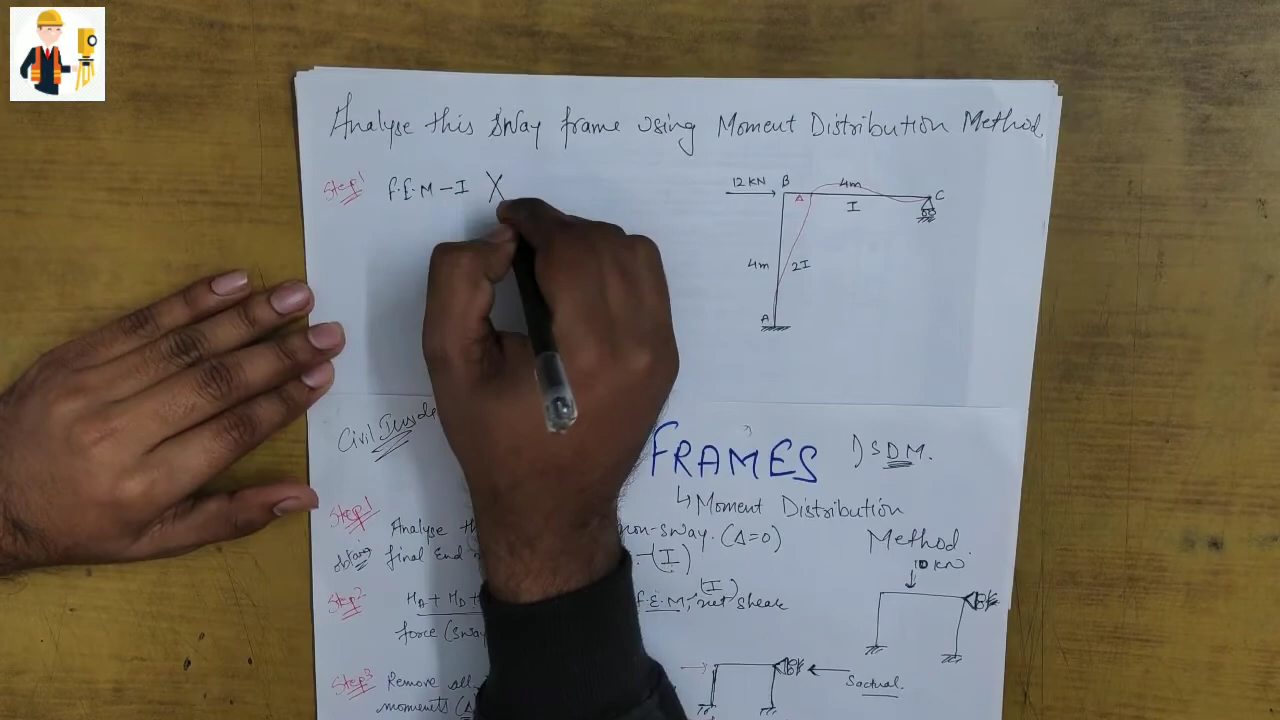 Analyse this sway frame using Moment Distribution Method.
Step1 F.E.M - I X
12 KN B 4m C
Δ I
4m 2I
A
Civil
FRAMES 1) SDM.
↳ Moment Distribution
Method.
Step1 Analyse non-sway. (Δ=0)
obtaing final End (I)
10 KN
Step2 HA + HD + F.E.M, (I) net shear
force
Step3 Remove all
moments
Sactual.